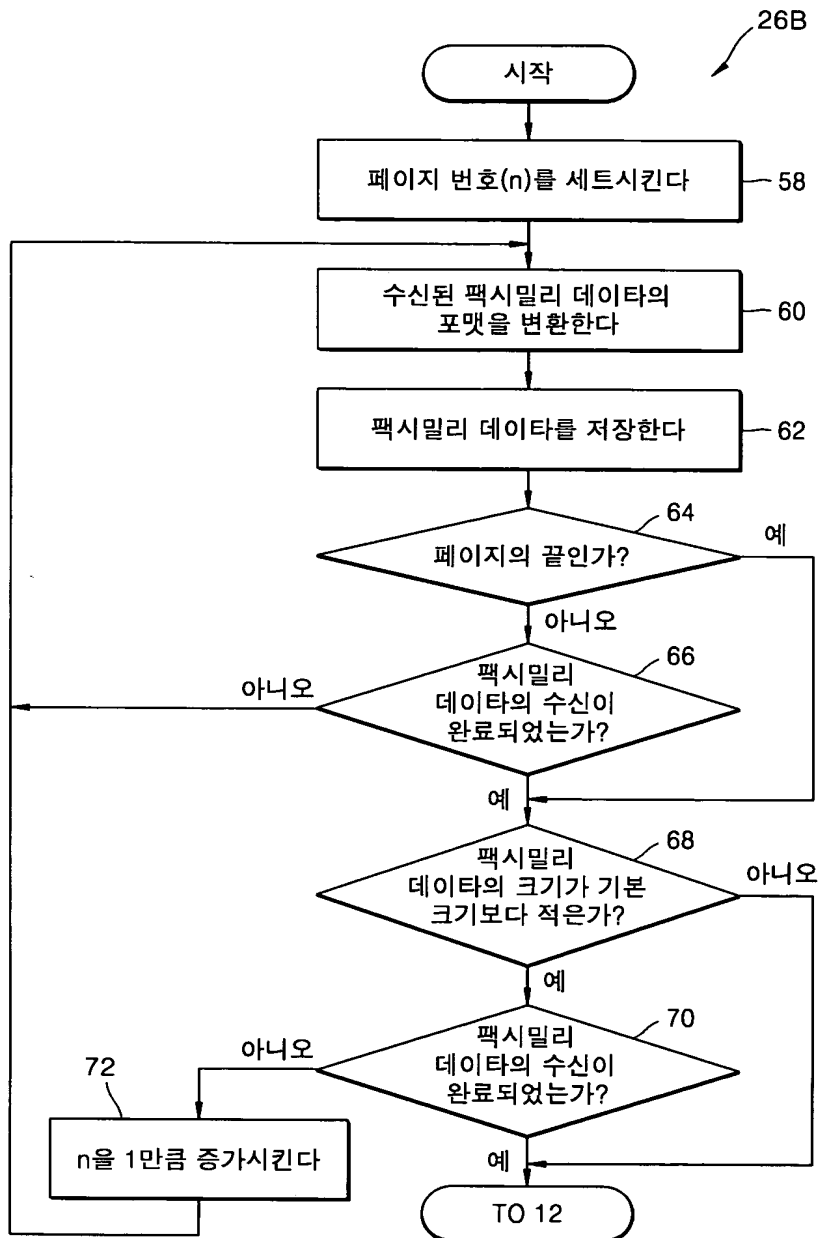 26B
시작
페이지 번호(n)를 세트시킨다
58
수신된 팩시밀리 데이타의
포맷을 변환한다
60
팩시밀리 데이타를 저장한다
62
64
예
페이지의 끝인가?
아니오
66
아니오
팩시밀리
데이타의 수신이
완료되었는가?
예
68
팩시밀리
데이타의 크기가 기본
크기보다 적은가?
아니오
예
70
팩시밀리
데이타의 수신이
완료되었는가?
아니오
72
n을 1만큼 증가시킨다
예
TO 12